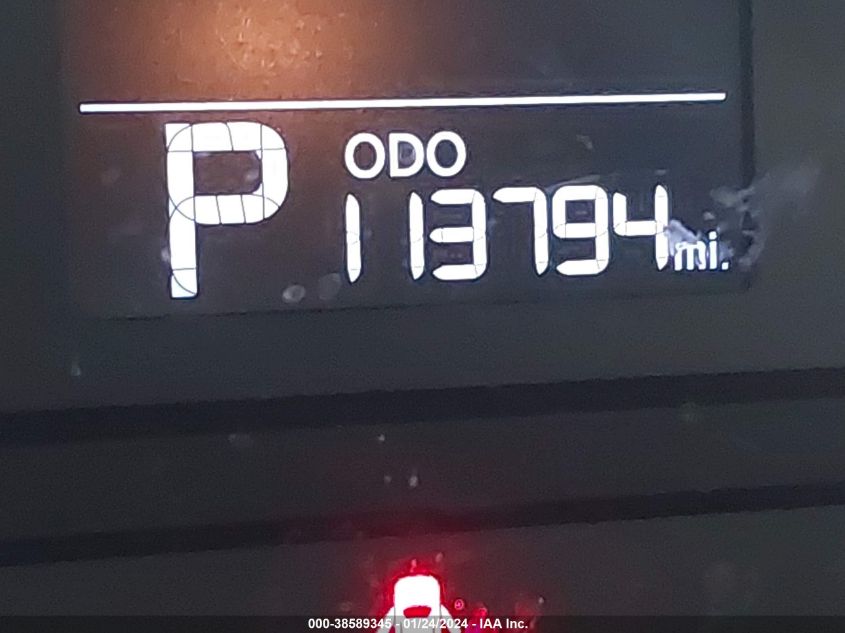 P
ODO
113794 mi.
000-38589345 - 01/24/2024 - IAA Inc.